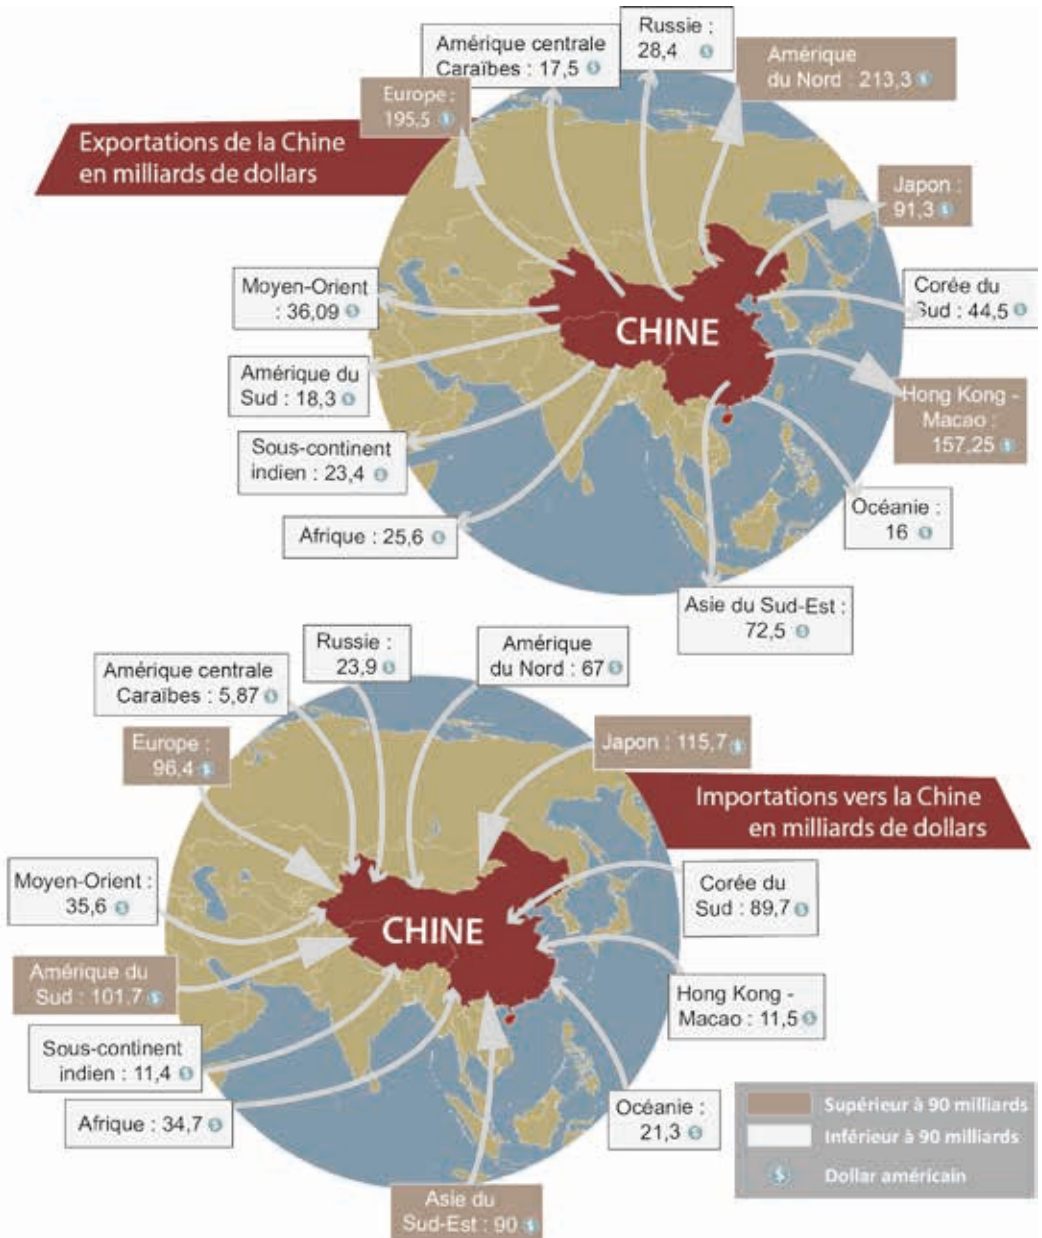 Exportations de la Chine
en milliards de dollars
Europe :
195,5 $
Amérique centrale
Caraïbes : 17,5 $
Russie :
28,4 $
Amérique
du Nord : 213,3 $
Japon :
91,3 $
Corée du
Sud : 44,5 $
Hong Kong -
Macao :
157,25 $
Océanie :
16 $
Asie du Sud-Est :
72,5 $
Afrique : 25,6 $
Sous-continent
indien : 23,4 $
Amérique du
Sud : 18,3 $
Moyen-Orient
: 36,09 $
CHINE
Importations vers la Chine
en milliards de dollars
Europe :
96,4 $
Amérique centrale
Caraïbes : 5,87 $
Russie :
23,9 $
Amérique
du Nord : 67 $
Japon : 115,7 $
Corée du
Sud : 89,7 $
Hong Kong -
Macao : 11,5 $
Océanie :
21,3 $
Asie du
Sud-Est : 90 $
Afrique : 34,7 $
Sous-continent
indien : 11,4 $
Amérique du
Sud : 101,7 $
Moyen-Orient :
35,6 $
CHINE
Supérieur à 90 milliards
Inférieur à 90 milliards
$ Dollar américain